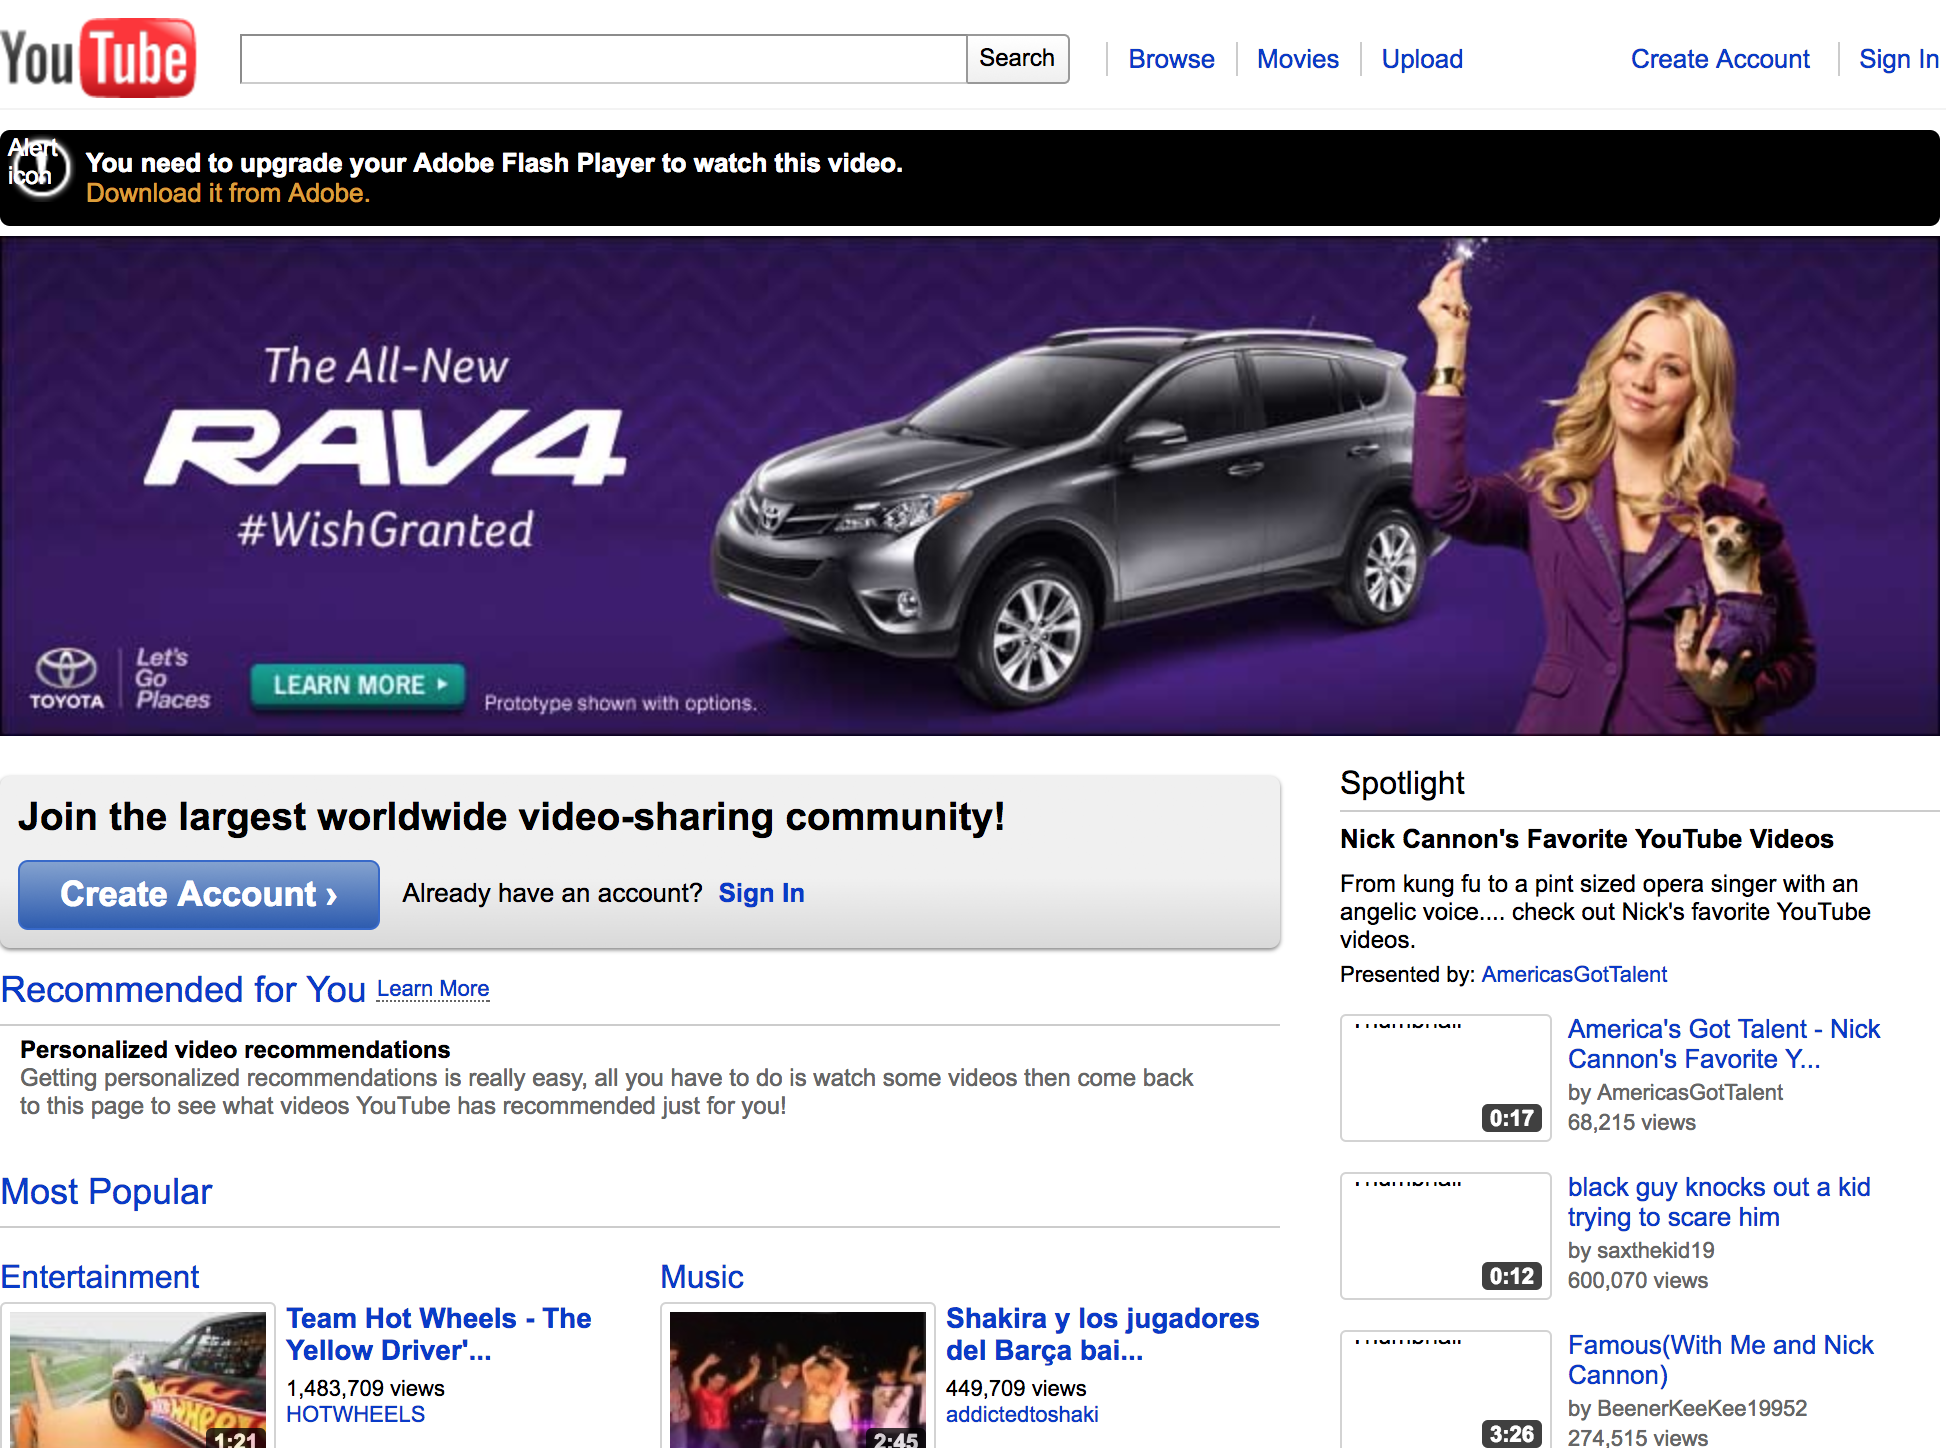 YouTube
Search
Browse
Movies
Upload
Create Account
Sign In
Alert
icon
You need to upgrade your Adobe Flash Player to watch this video.
Download it from Adobe.
The All-New
RAV4
#WishGranted
TOYOTA
Let's
Go
Places
LEARN MORE
Prototype shown with options.
Join the largest worldwide video-sharing community!
Create Account ›
Already have an account? Sign In
Recommended for You Learn More
Personalized video recommendations
Getting personalized recommendations is really easy, all you have to do is watch some videos then come back
to this page to see what videos YouTube has recommended just for you!
Most Popular
Entertainment
Team Hot Wheels - The
Yellow Driver'...
1,483,709 views
HOTWHEELS
1:21
Music
Shakira y los jugadores
del Barça bai...
449,709 views
addictedtoshaki
2:45
Spotlight
Nick Cannon's Favorite YouTube Videos
From kung fu to a pint sized opera singer with an
angelic voice.... check out Nick's favorite YouTube
videos.
Presented by: AmericasGotTalent
America's Got Talent - Nick
Cannon's Favorite Y...
by AmericasGotTalent
68,215 views
0:17
black guy knocks out a kid
trying to scare him
by saxthekid19
600,070 views
0:12
Famous(With Me and Nick
Cannon)
by BeenerKeeKee19952
274,515 views
3:26